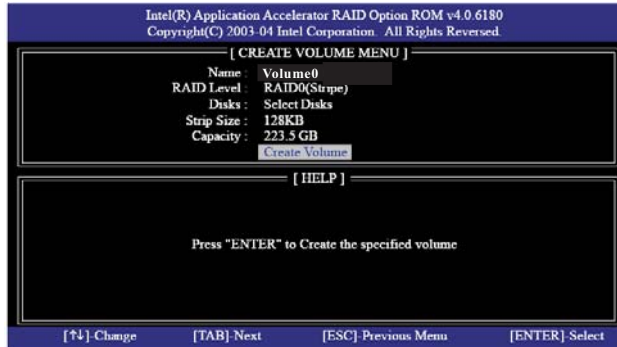 Intel(R) Application Accelerator RAID Option ROM v4.0.6180
Copyright(C) 2003-04 Intel Corporation. All Rights Reversed.
[ CREATE VOLUME MENU ]
Name : Volume0
RAID Level : RAID0(Stripe)
Disks : Select Disks
Strip Size : 128KB
Capacity : 223.5 GB
Create Volume
[ HELP ]
Press "ENTER" to Create the specified volume
[↑↓]-Change [TAB]-Next [ESC]-Previous Menu [ENTER]-Select